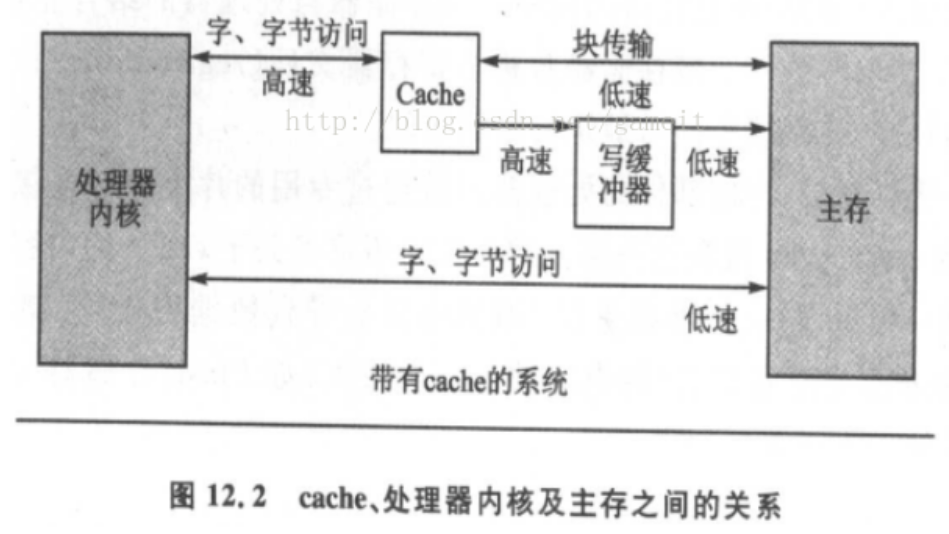 字、字节访问
块传输
高速
Cache
低速
http://blog.csdn.net/gameit
高速
写缓
冲器
低速
处理器
内核
主存
字、字节访问
低速
带有cache的系统
图 12.2 cache、处理器内核及主存之间的关系